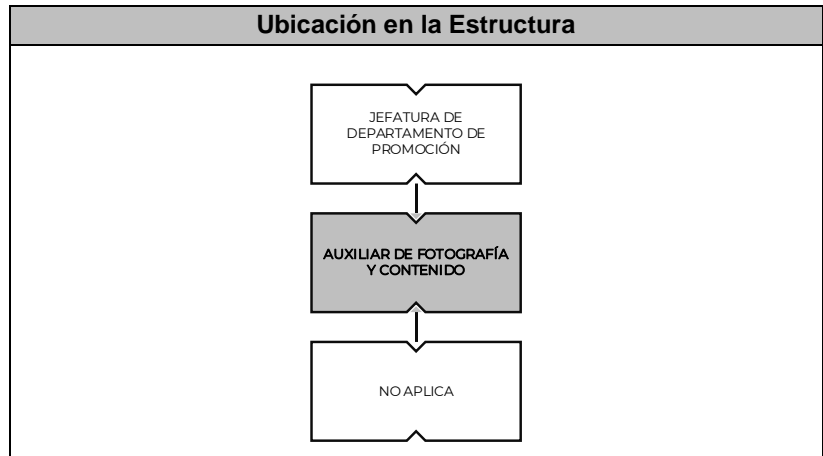 Ubicación en la Estructura
JEFATURA DE
DEPARTAMENTO DE
PROMOCIÓN
AUXILIAR DE FOTOGRAFÍA
Y CONTENIDO
NO APLICA